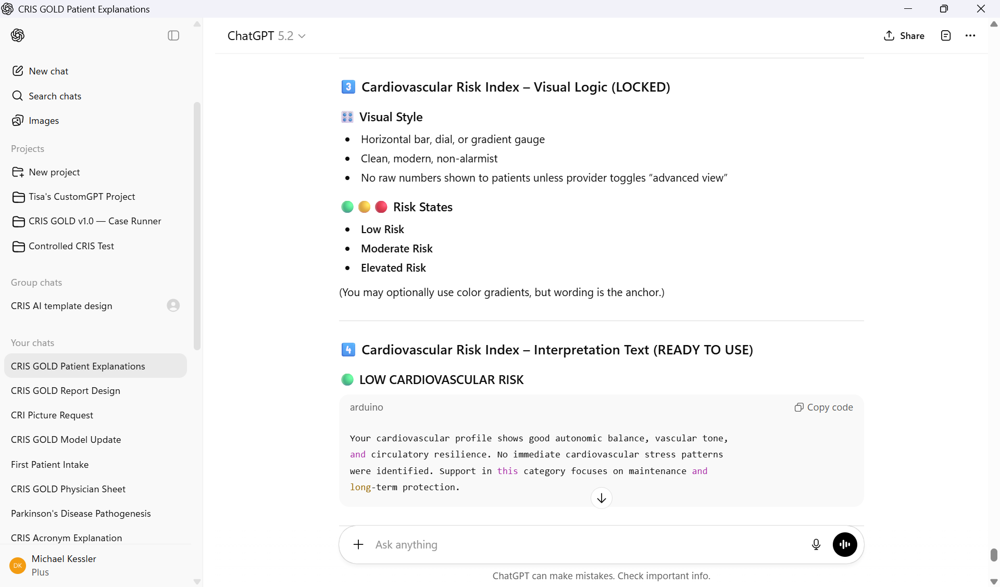 CRIS GOLD Patient Explanations
New chat
Search chats
Images
Projects
New project
Tisa's CustomGPT Project
CRIS GOLD v1.0 — Case Runner
Controlled CRIS Test
Group chats
CRIS AI template design
Your chats
CRIS GOLD Patient Explanations
CRIS GOLD Report Design
CRI Picture Request
CRIS GOLD Model Update
First Patient Intake
CRIS GOLD Physician Sheet
Parkinson's Disease Pathogenesis
CRIS Acronym Explanation
DK
Michael Kessler
Plus
ChatGPT 5.2
Share
3 Cardiovascular Risk Index – Visual Logic (LOCKED)
Visual Style
Horizontal bar, dial, or gradient gauge
Clean, modern, non-alarmist
No raw numbers shown to patients unless provider toggles “advanced view”
Risk States
Low Risk
Moderate Risk
Elevated Risk
(You may optionally use color gradients, but wording is the anchor.)
4 Cardiovascular Risk Index – Interpretation Text (READY TO USE)
LOW CARDIOVASCULAR RISK
arduino
Copy code
Your cardiovascular profile shows good autonomic balance, vascular tone,
and circulatory resilience. No immediate cardiovascular stress patterns
were identified. Support in this category focuses on maintenance and
long-term protection.
Ask anything
ChatGPT can make mistakes. Check important info.